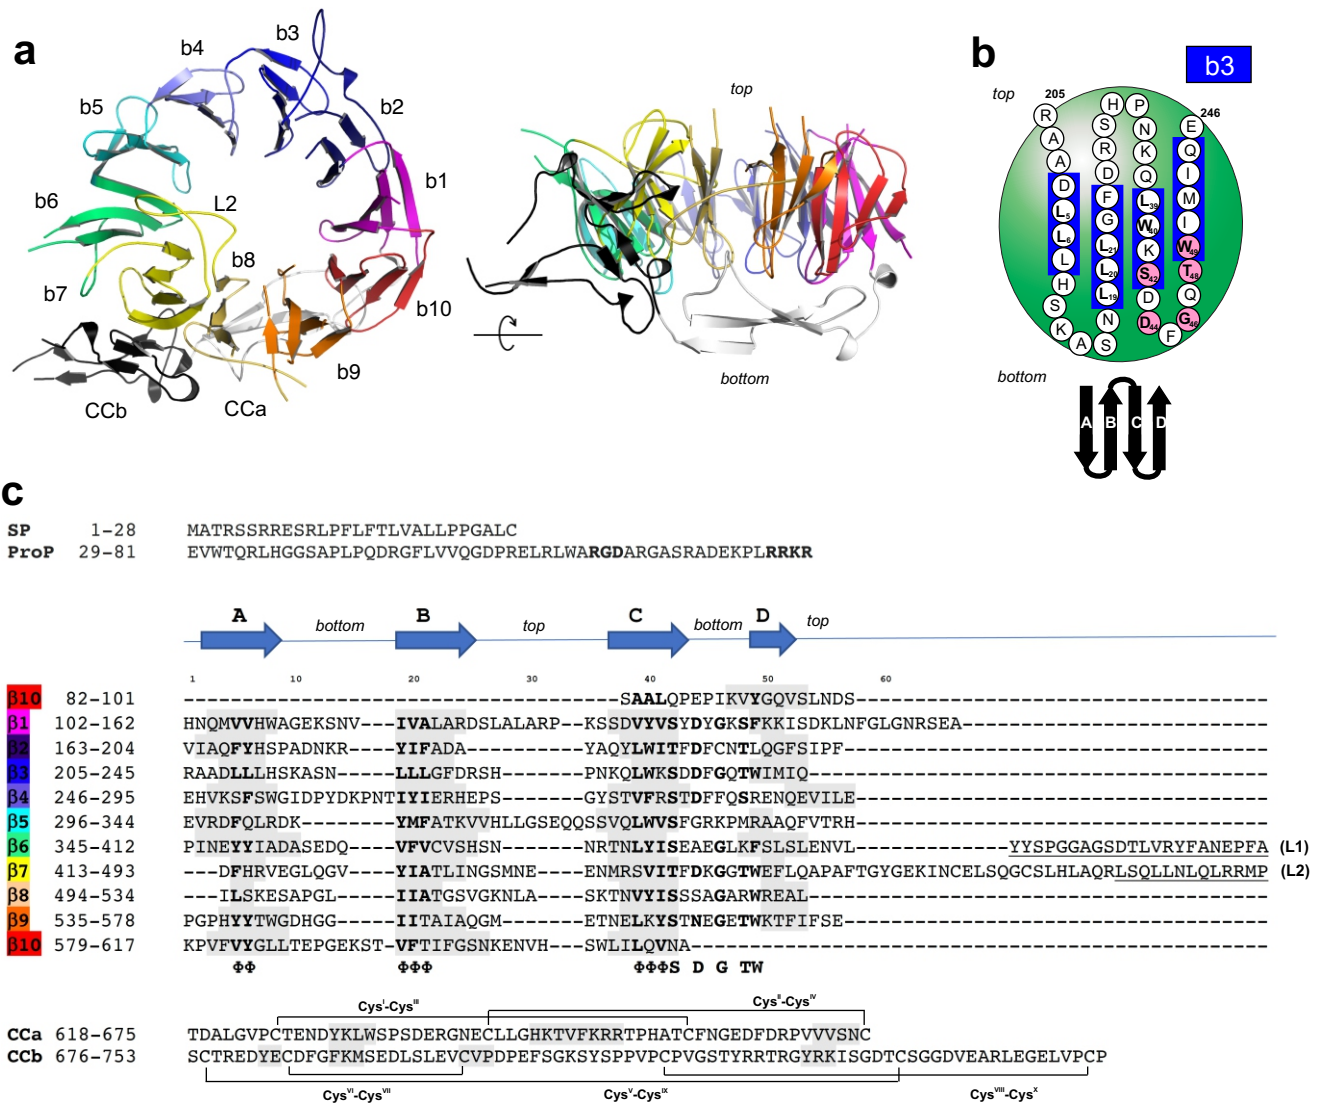 a
b
b3
b4
b3
b2
b5
b1
b6
L2
b8
b7
b10
b9
CCb
CCa
top
bottom
top
205
246
bottom
R
A
A
D
L5
L6
L
H
S
K
A
S
N
L19
L20
L21
G
F
D
R
S
H
P
N
K
Q
L39
W40
K
S42
D
D44
F
G46
Q
T48
W49
I
M
I
Q
E
A B C D
c
SP 1-28 MATRSSRRESRLPFLFTLVALLPPGALC
ProP 29-81 EVWTQRLHGGSAPLPQDRGFLVVQGDPRELRLWARGDARGASRADEKPLRRKR
A bottom B top C bottom D top
1 10 20 30 40 50 60
β10 82-101 -------------------------------------SAALQPEPIKVYGQVSLNDS-----------------------------------
β1 102-162 HNQMVVHWAGEKSNV---IVALARDSLALARP--KSSDVYVSYDYGKSFKKISDKLNFGLGNRSEA--------------------------
β2 163-204 VIAQFYHSPADNKR----YIFADA----------YAQYLWITFDFCNTLQGFSIPF------------------------------------
β3 205-245 RAADLLLHSKASN-----LLLGFDRSH-------PNKQLWKSDDFGQTWIMIQ---------------------------------------
β4 246-295 EHVKSFSWGIDPYDKPNTIYIERHEPS-------GYSTVFRSTDFFQSRENQEVILE-----------------------------------
β5 296-344 EVRDFQLRDK--------YMFATKVVHLLGSEQQSSVQLWVSFGRKPMRAAQFVTRH-----------------------------------
β6 345-412 PINEYYIADASEDQ----VFVCVSHSN-------NRTNLYISEAEGLKFSLSLENVL-------------YYSPGGAGSDTLVRYFANEPFA (L1)
β7 413-493 ---DFHRVEGLQGV----YIATLINGSMNE----ENMRSVITFDKGGTWEFLQAPAFTGYGEKINCELSQGCSLHLAQRLSQLLNLQLRRMP (L2)
β8 494-534 ----ILSKESAPGL----IIATGSVGKNLA----SKTNVYISSSAGARWREAL---------------------------------------
β9 535-578 PGPHYYTWGDHGG-----IITAIAQGM-------ETNELKYSTNEGETWKTFIFSE------------------------------------
β10 579-617 KPVFVYGLLTEPGEKST-VFTIFGSNKENVH---SWLILQVNA-------------------------------------------------
ΦΦ ΦΦΦ ΦΦΦS D G TW
CysI-CysIII CysII-CysIV
CCa 618-675 TDALGVPCTENDYKLWSPSDERGNECLLGHKTVFKRRTPHATCFNGEDFDRPVVVSNC
CCb 676-753 SCTREDYECDFGFKMSEDLSLEVCVPDPEFSGKSYSPPVPCPVGSTYRRTRGYRKISGDTCSGGDVEARLEGELVPCP
CysVI-CysVII CysV-CysIX CysVIII-CysX